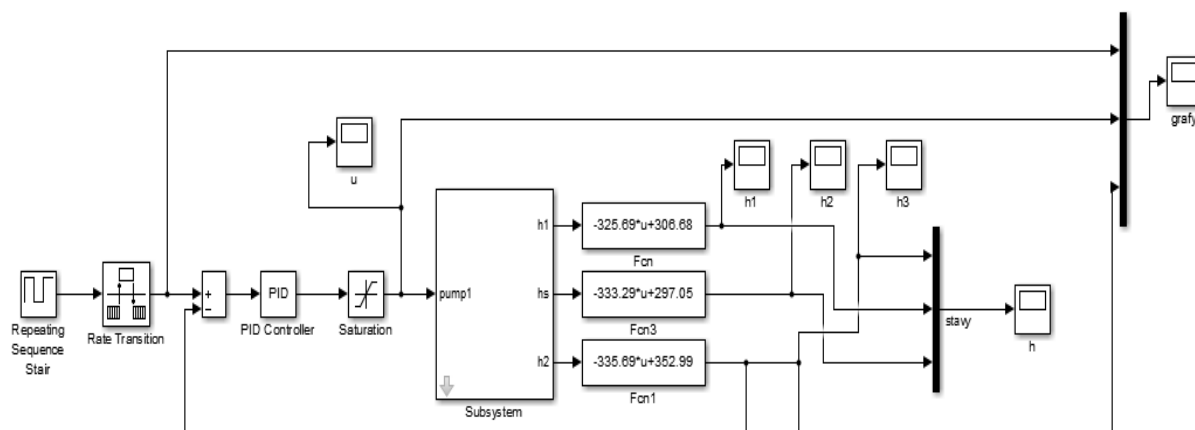 grafy
u
h1
h2
h3
h1
-325.69*u+306.68
Fcn
Repeating
Sequence
Stair
Rate Transition
+
−
PID
PID Controller
Saturation
pump1
hs
-333.29*u+297.05
Fcn3
stavy
h
h2
-335.69*u+352.99
Fcn1
Subsystem